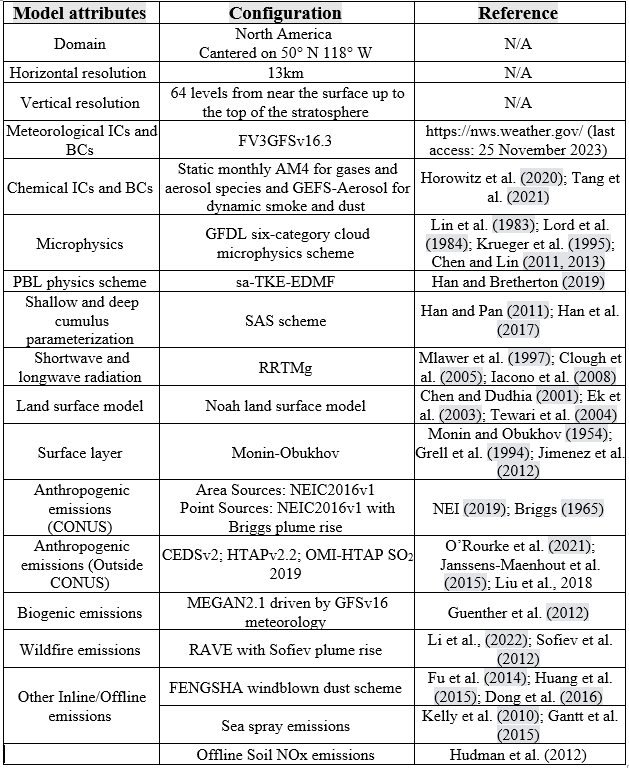 Model attributes Configuration Reference
Domain
North America
Cantered on 50° N 118° W
N/A
Horizontal resolution 13km N/A
Vertical resolution
64 levels from near the surface up to
the top of the stratosphere
N/A
Meteorological ICs and
BCs
FV3GFSv16.3
https://nws.weather.gov/ (last
access: 25 November 2023)
Chemical ICs and BCs
Static monthly AM4 for gases and
aerosol species and GEFS-Aerosol for
dynamic smoke and dust
Horowitz et al. (2020); Tang et
al. (2021)
Microphysics
GFDL six-category cloud
microphysics scheme
Lin et al. (1983); Lord et al.
(1984); Krueger et al. (1995);
Chen and Lin (2011, 2013)
PBL physics scheme sa-TKE-EDMF Han and Bretherton (2019)
Shallow and deep
cumulus
parameterization
SAS scheme
Han and Pan (2011); Han et al.
(2017)
Shortwave and
longwave radiation
RRTMg
Mlawer et al. (1997); Clough et
al. (2005); Iacono et al. (2008)
Land surface model Noah land surface model
Chen and Dudhia (2001); Ek et
al. (2003); Tewari et al. (2004)
Surface layer
Monin-Obukhov
Monin and Obukhov (1954);
Grell et al. (1994); Jimenez et al.
(2012)
Anthropogenic
emissions
(CONUS)
Area Sources: NEIC2016v1
Point Sources: NEIC2016v1 with
Briggs plume rise
NEI (2019); Briggs (1965)
Anthropogenic
emissions (Outside
CONUS)
CEDSv2; HTAPv2.2; OMI-HTAP SO₂
2019
O’Rourke et al. (2021);
Janssens-Maenhout et al.
(2015); Liu et al., 2018
Biogenic emissions
MEGAN2.1 driven by GFSv16
meteorology
Guenther et al. (2012)
Wildfire emissions
RAVE with Sofiev plume rise
Li et al., (2022); Sofiev et al.
(2012)
Other Inline/Offline
emissions
FENGSHA windblown dust scheme
Fu et al. (2014); Huang et al.
(2015); Dong et al. (2016)
Sea spray emissions
Kelly et al. (2010); Gantt et al.
(2015)
Offline Soil NOx emissions Hudman et al. (2012)